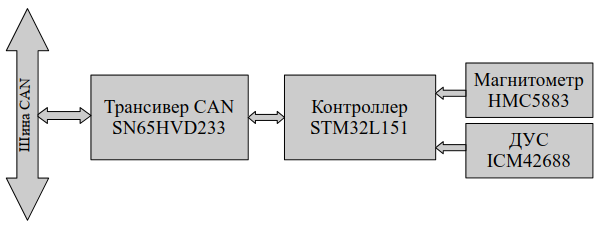 Шина CAN
Трансивер CAN
SN65HVD233
Контроллер
STM32L151
Магнитометр
HMC5883
ДУС
ICM42688